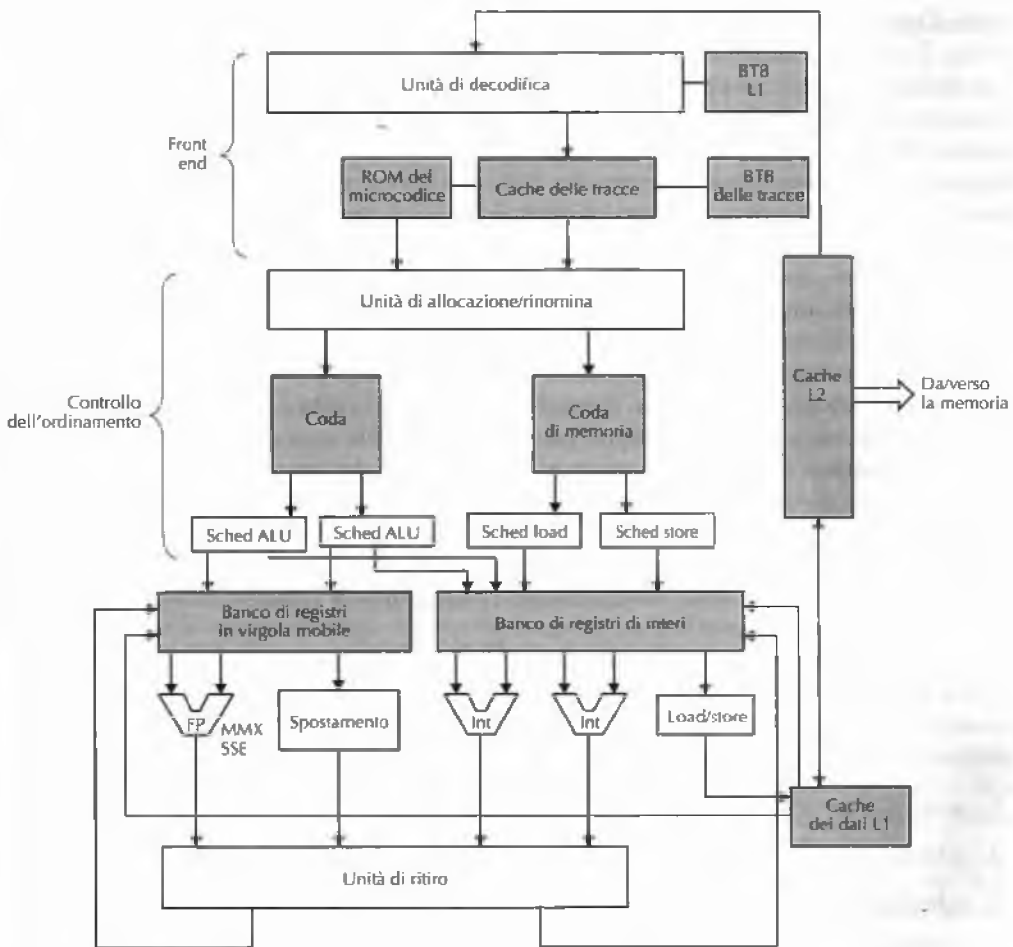 Unità di decodifica
BTB
L1
Front
end
ROM del
microcodice
Cache delle tracce
BTB
delle tracce
Unità di allocazione/rinomina
Controllo
dell'ordinamento
Coda
Coda
di memoria
Cache
L2
Da/verso
la memoria
Sched ALU
Sched ALU
Sched load
Sched store
Banco di registri
in virgola mobile
Banco di registri di interi
FP
MMX
SSE
Spostamento
Int
Int
Load/store
Cache
dei dati L1
Unità di ritiro